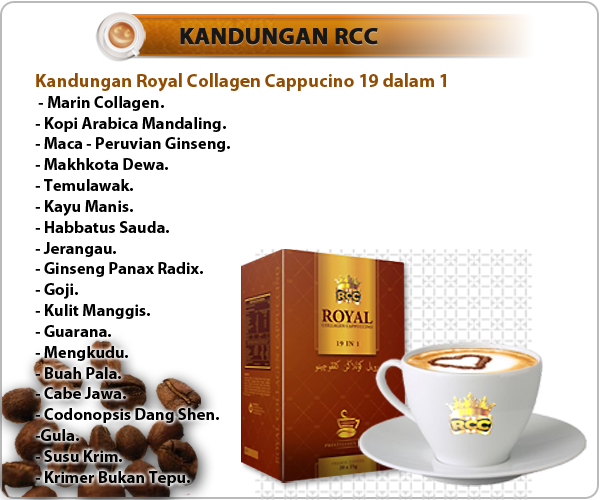 KANDUNGAN RCC
Kandungan Royal Collagen Cappucino 19 dalam 1
- Marin Collagen.
- Kopi Arabica Mandaling.
- Maca - Peruvian Ginseng.
- Makhkota Dewa.
- Temulawak.
- Kayu Manis.
- Habbatus Sauda.
- Jerangau.
- Ginseng Panax Radix.
- Goji.
- Kulit Manggis.
- Guarana.
- Mengkudu.
- Buah Pala.
- Cabe Jawa.
- Codonopsis Dang Shen.
-Gula.
- Susu Krim.
- Krimer Bukan Tepu.
RCC
ROYAL
COLLAGEN CAPPUCCINO
19 IN 1
RCC